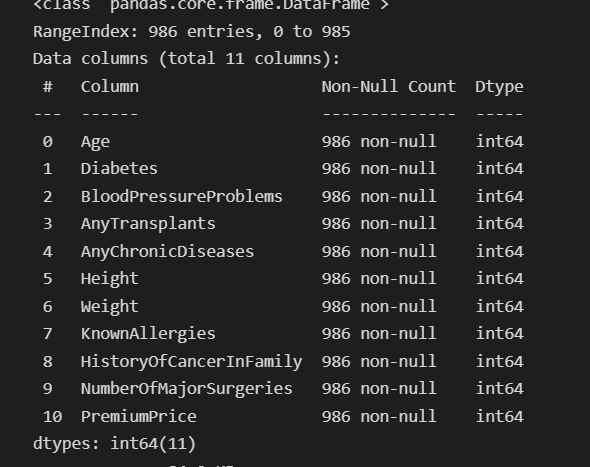 <class 'pandas.core.frame.DataFrame'>
RangeIndex: 986 entries, 0 to 985
Data columns (total 11 columns):
 #   Column                  Non-Null Count  Dtype
---  ------                  --------------  -----
 0   Age                     986 non-null    int64
 1   Diabetes                986 non-null    int64
 2   BloodPressureProblems   986 non-null    int64
 3   AnyTransplants          986 non-null    int64
 4   AnyChronicDiseases      986 non-null    int64
 5   Height                  986 non-null    int64
 6   Weight                  986 non-null    int64
 7   KnownAllergies          986 non-null    int64
 8   HistoryOfCancerInFamily 986 non-null    int64
 9   NumberOfMajorSurgeries  986 non-null    int64
 10  PremiumPrice            986 non-null    int64
dtypes: int64(11)